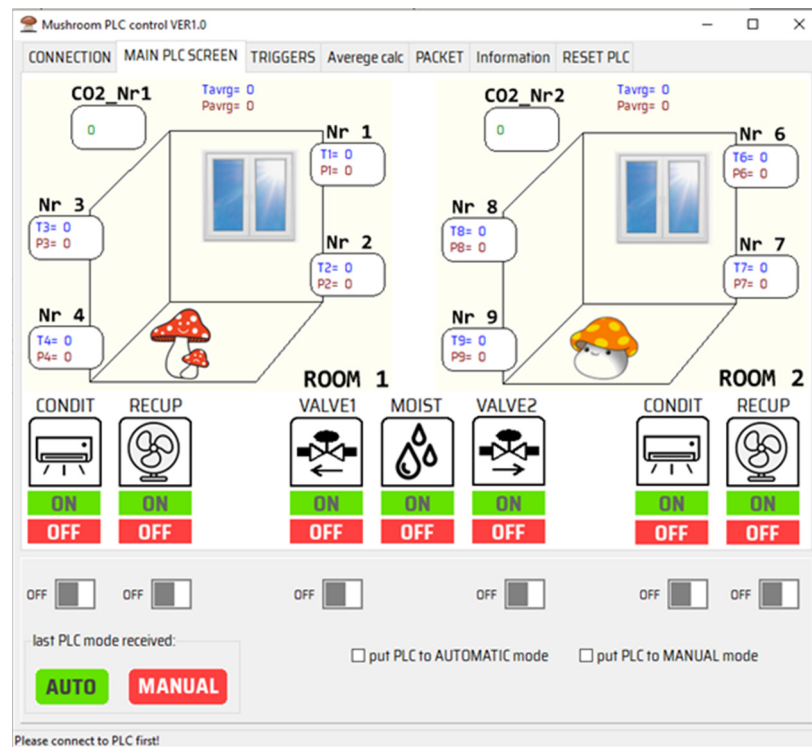 Mushroom PLC control VER1.0
CONNECTION MAIN PLC SCREEN TRIGGERS Averege calc PACKET Information RESET PLC
CO2_Nr1
0
Tavrg= 0
Pavrg= 0
Nr 1
T1= 0
P1= 0
Nr 3
T3= 0
P3= 0
Nr 2
T2= 0
P2= 0
Nr 4
T4= 0
P4= 0
ROOM 1
CO2_Nr2
0
Tavrg= 0
Pavrg= 0
Nr 6
T6= 0
P6= 0
Nr 8
T8= 0
P8= 0
Nr 7
T7= 0
P7= 0
Nr 9
T9= 0
P9= 0
ROOM 2
CONDIT RECUP VALVE1 MOIST VALVE2 CONDIT RECUP
ON ON ON ON ON ON ON
OFF OFF OFF OFF OFF OFF OFF
OFF OFF OFF OFF OFF OFF
last PLC mode received:
AUTO MANUAL
put PLC to AUTOMATIC mode put PLC to MANUAL mode
Please connect to PLC first!